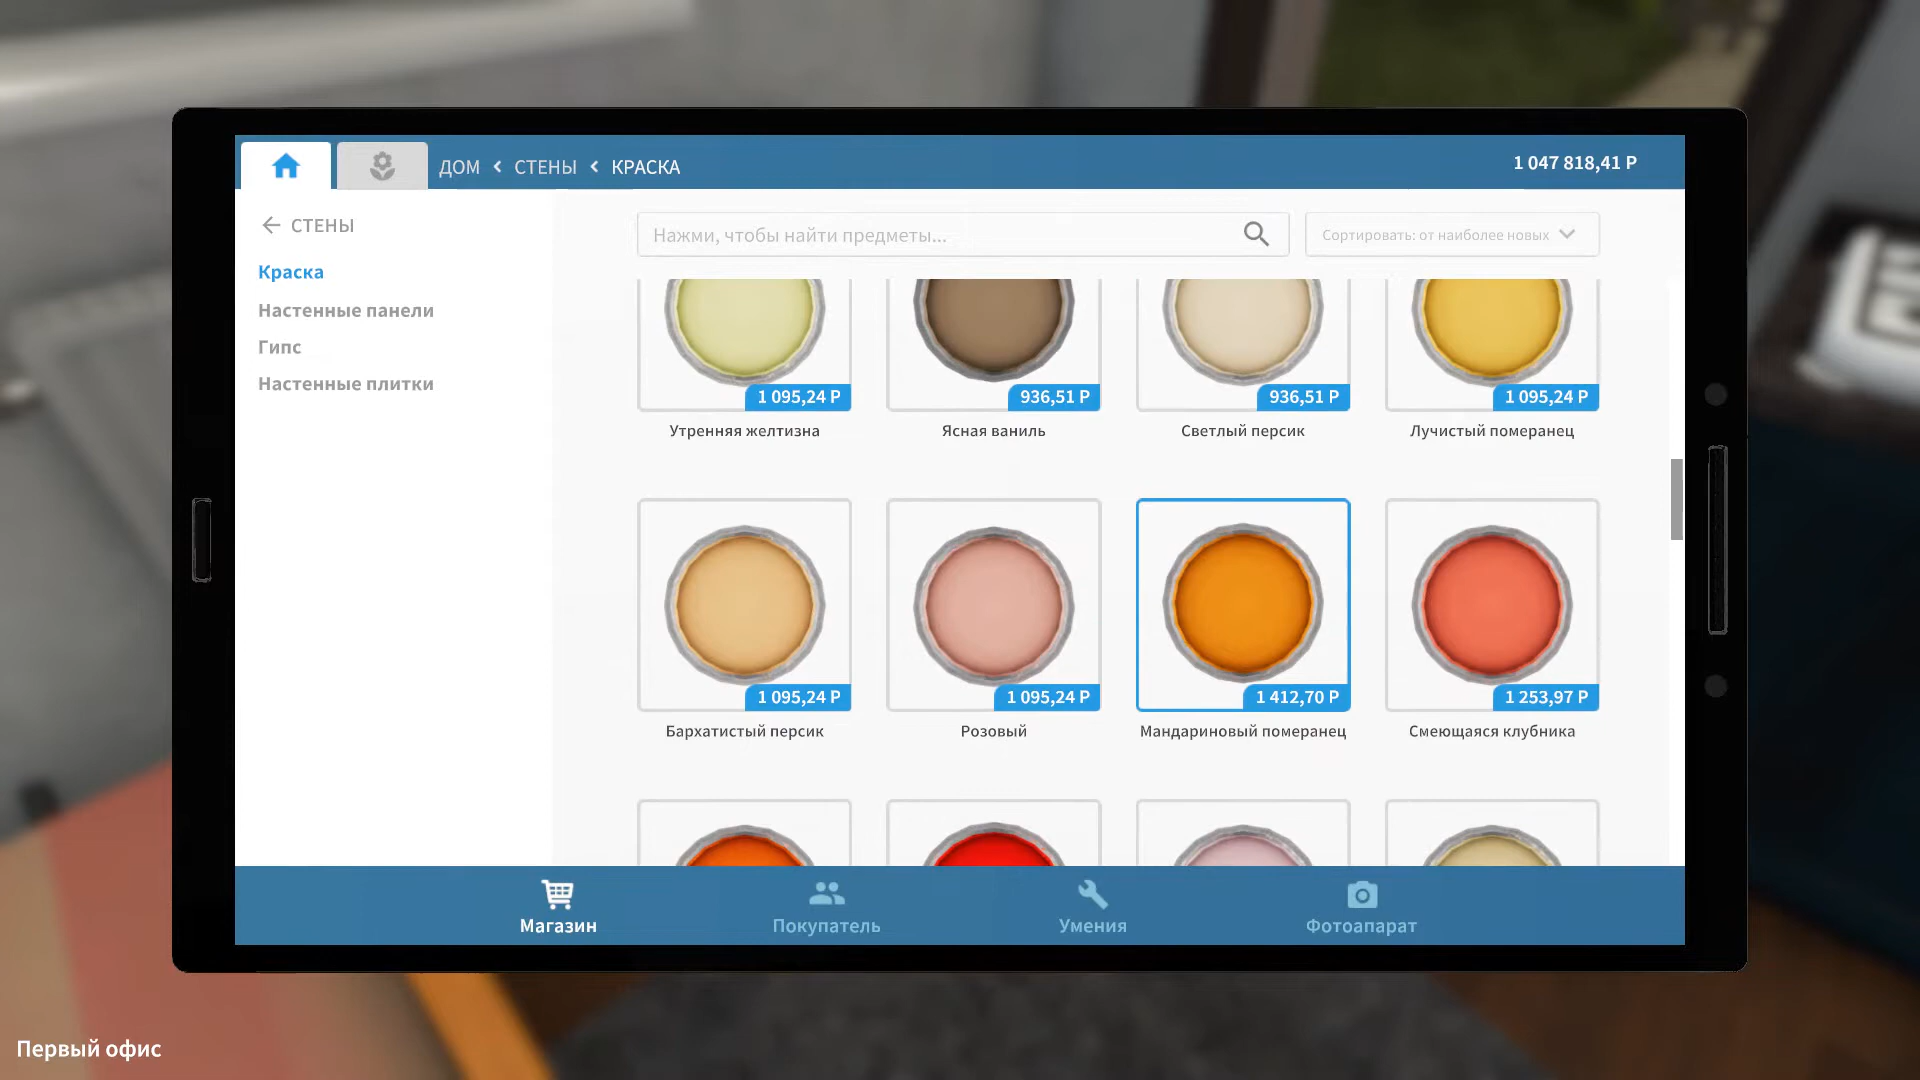 ДОМ < СТЕНЫ < КРАСКА
1 047 818,41 Р
СТЕНЫ
Краска
Настенные панели
Гипс
Настенные плитки
Нажми, чтобы найти предметы...
Сортировать: от наиболее новых
1 095,24 Р
936,51 Р
936,51 Р
1 095,24 Р
Утренняя желтизна
Ясная ваниль
Светлый персик
Лучистый померанец
1 095,24 Р
1 095,24 Р
1 412,70 Р
1 253,97 Р
Бархатистый персик
Розовый
Мандариновый померанец
Смеющаяся клубника
Магазин
Покупатель
Умения
Фотоапарат
Первый офис